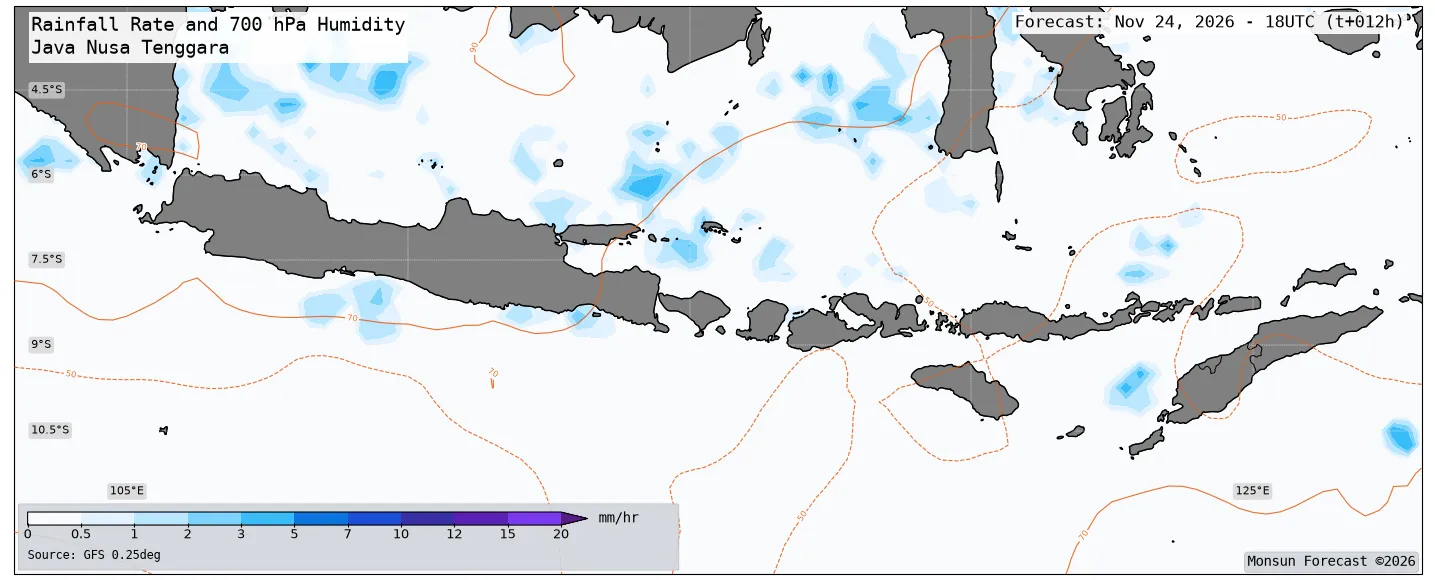 Rainfall Rate and 700 hPa Humidity
Java Nusa Tenggara
Forecast: Nov 24, 2026 - 18UTC (t+012h)
90
4.5°S
50
70
6°S
7.5°S
50
70
9°S
50
70
10.5°S
105°E
125°E
50
70
mm/hr
0 0.5 1 2 3 5 7 10 12 15 20
Source: GFS 0.25deg
Monsun Forecast ©2026